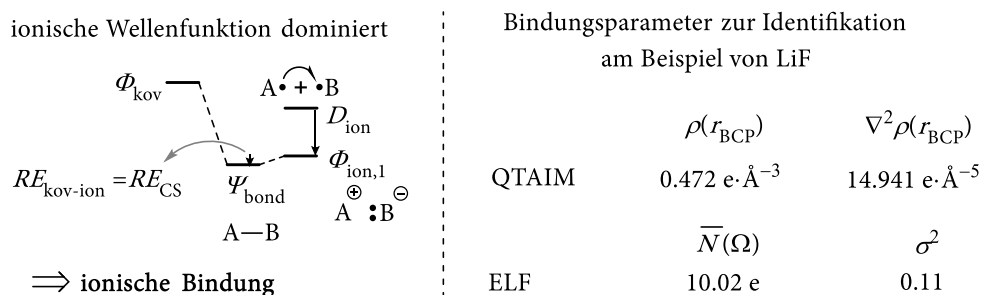 ionische Wellenfunktion dominiert
Φkov
A• + •B
Dion
Φion,1
REkov-ion = RECS
Ψbond
⊕ ⊖
A :B
A—B
⟹ ionische Bindung
Bindungsparameter zur Identifikation
am Beispiel von LiF
ρ(rBCP) ∇²ρ(rBCP)
QTAIM 0.472 e·Å⁻³ 14.941 e·Å⁻⁵
N̅(Ω) σ²
ELF 10.02 e 0.11